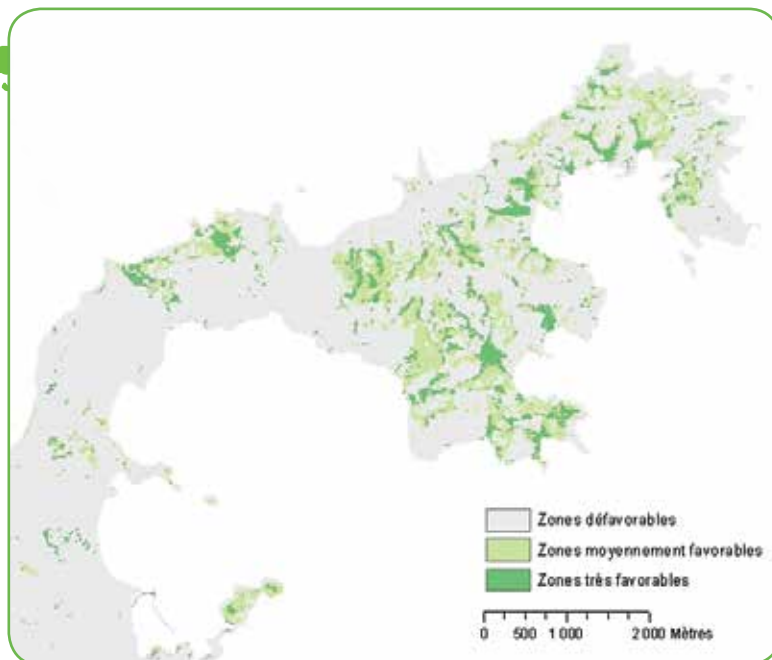 Zones défavorables
Zones moyennement favorables
Zones très favorables
0 500 1 000 2 000 Mètres